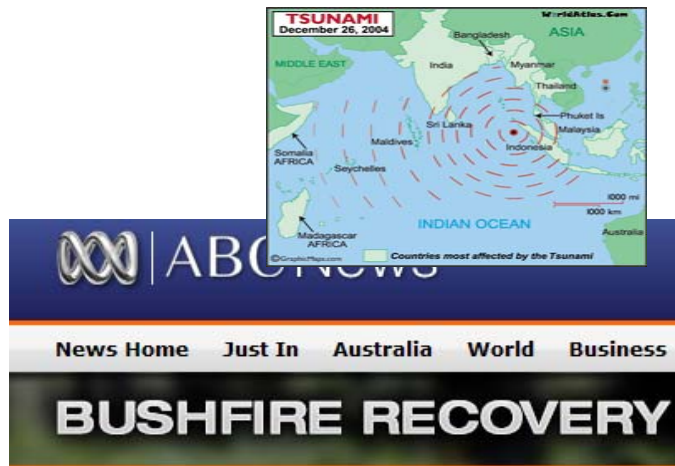 TSUNAMI
December 26, 2004
WorldAtlas.Com
ASIA
Bangladesh
MIDDLE EAST
India
Myanmar
Thailand
Phuket Is
Sri Lanka
Malaysia
Maldives
Indonesia
Somalia
AFRICA
Seychelles
1000 mi
1000 km
INDIAN OCEAN
Madagascar
AFRICA
Australia
©GraphicMaps.com
Countries most affected by the Tsunami
ABC News
News Home Just In Australia World Business
BUSHFIRE RECOVERY